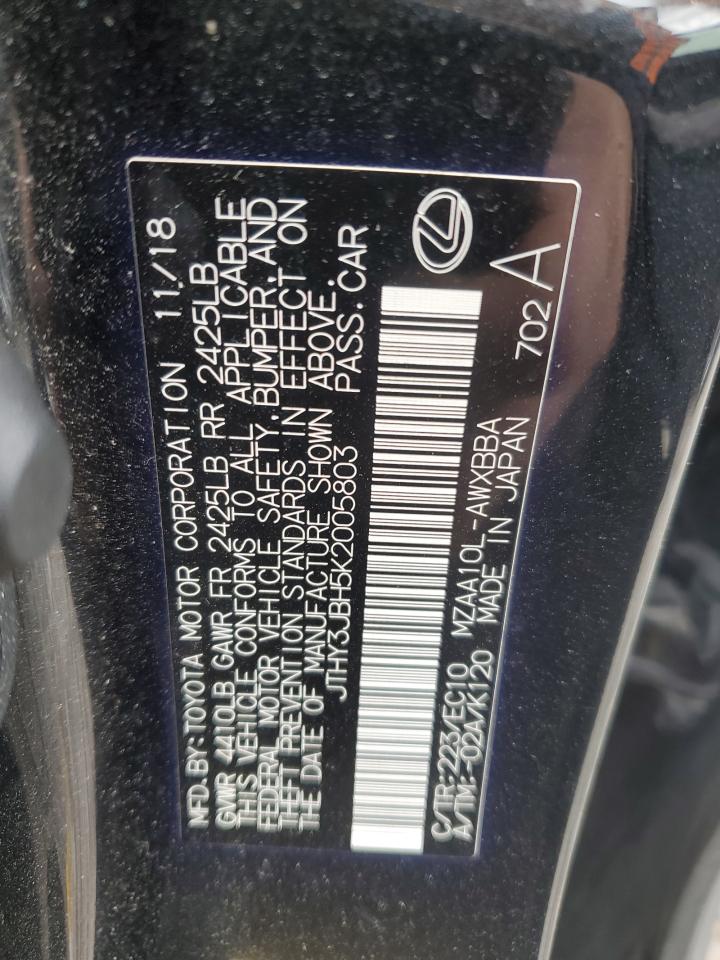 MFD.BY:TOYOTA MOTOR CORPORATION 11/18
GVWR 4410LB GAWR FR 2425LB RR 2425LB
THIS VEHICLE CONFORMS TO ALL APPLICABLE
FEDERAL MOTOR VEHICLE SAFETY,BUMPER,AND
THEFT PREVENTION STANDARDS IN EFFECT ON
THE DATE OF MANUFACTURE SHOWN ABOVE.
JTHY3JBH5K2005803 PASS.CAR
C/TR:223/EC10 MZAA10L-AWXBBA
A/TM:-02A/K120 MADE IN JAPAN
702 A